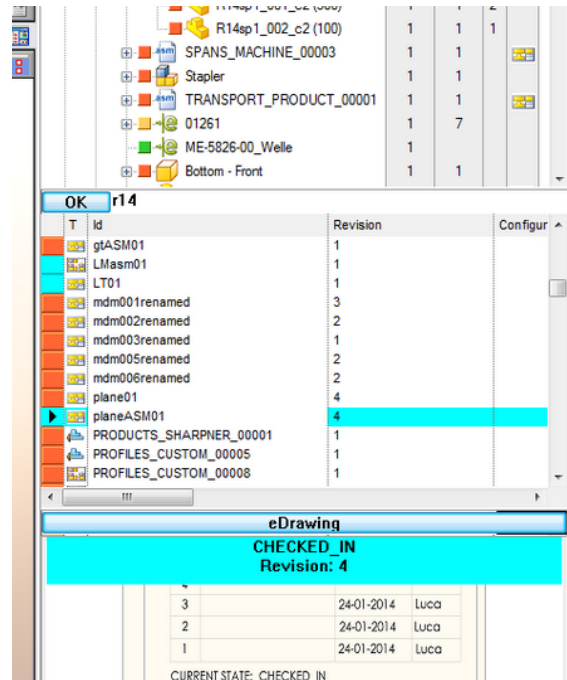 R14sp1_002_c2 (100) 1 1 1
.asm SPANS_MACHINE_00003 1 1
Stapler 1 1
.asm TRANSPORT_PRODUCT_00001 1 1
01261 1 7
ME-5826-00_Welle 1
Bottom - Front 1 1
OK r14
T Id Revision Configur
gtASM01 1
LMasm01 1
LT01 1
mdm001renamed 3
mdm002renamed 2
mdm003renamed 1
mdm005renamed 2
mdm006renamed 2
plane01 4
planeASM01 4
PRODUCTS_SHARPNER_00001 1
PROFILES_CUSTOM_00005 1
PROFILES_CUSTOM_00008 1
eDrawing
CHECKED_IN
Revision: 4
3 24-01-2014 Luca
2 24-01-2014 Luca
1 24-01-2014 Luca
CURRENT STATE: CHECKED_IN